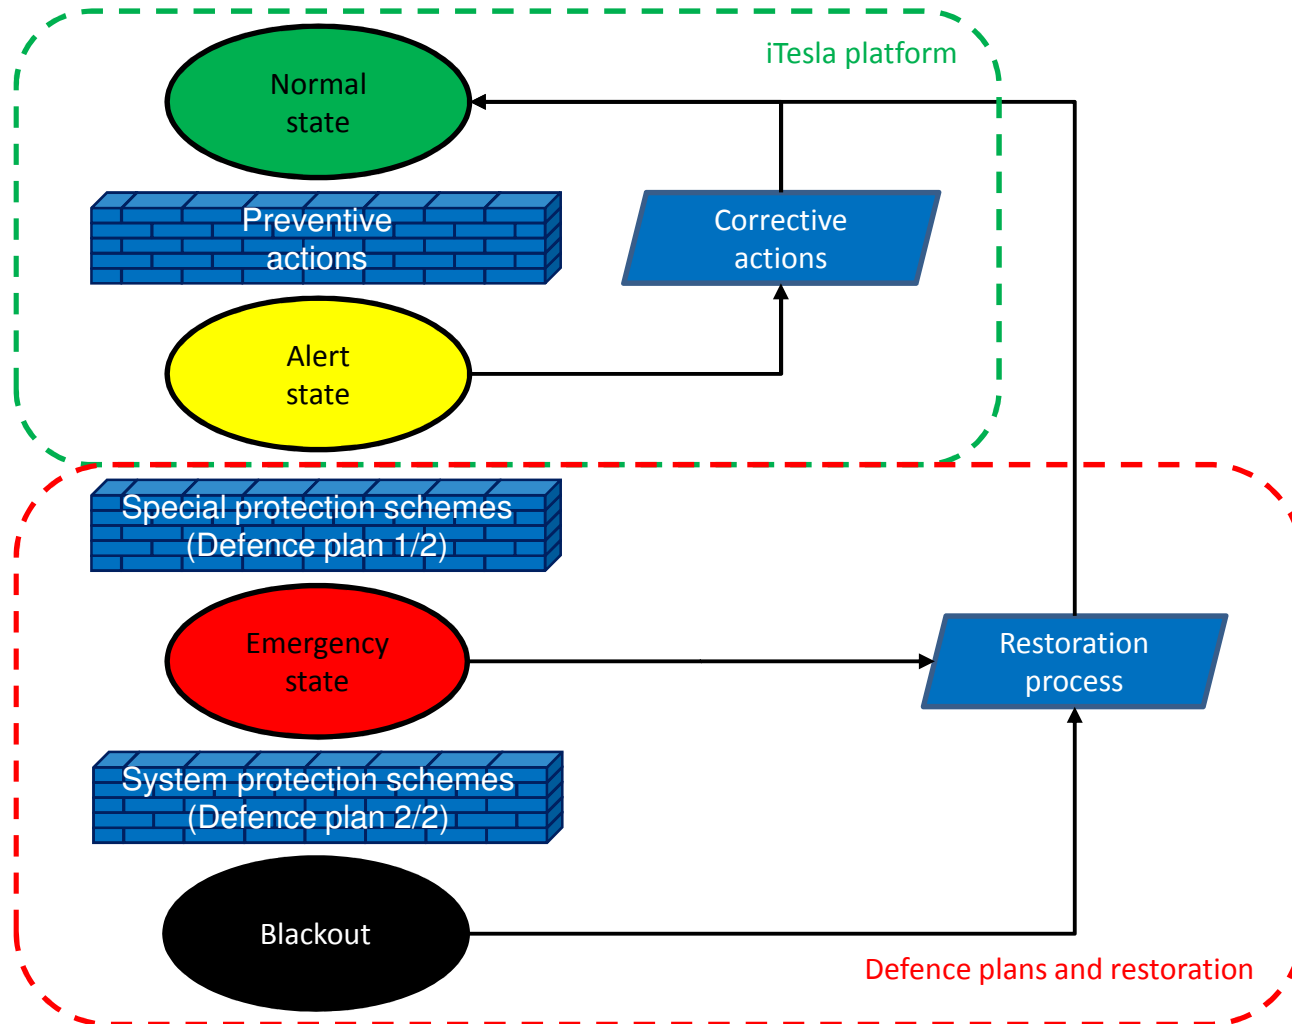 iTesla platform
Normal
state
Preventive
actions
Corrective
actions
Alert
state
Special protection schemes
(Defence plan 1/2)
Emergency
state
Restoration
process
System protection schemes
(Defence plan 2/2)
Blackout
Defence plans and restoration